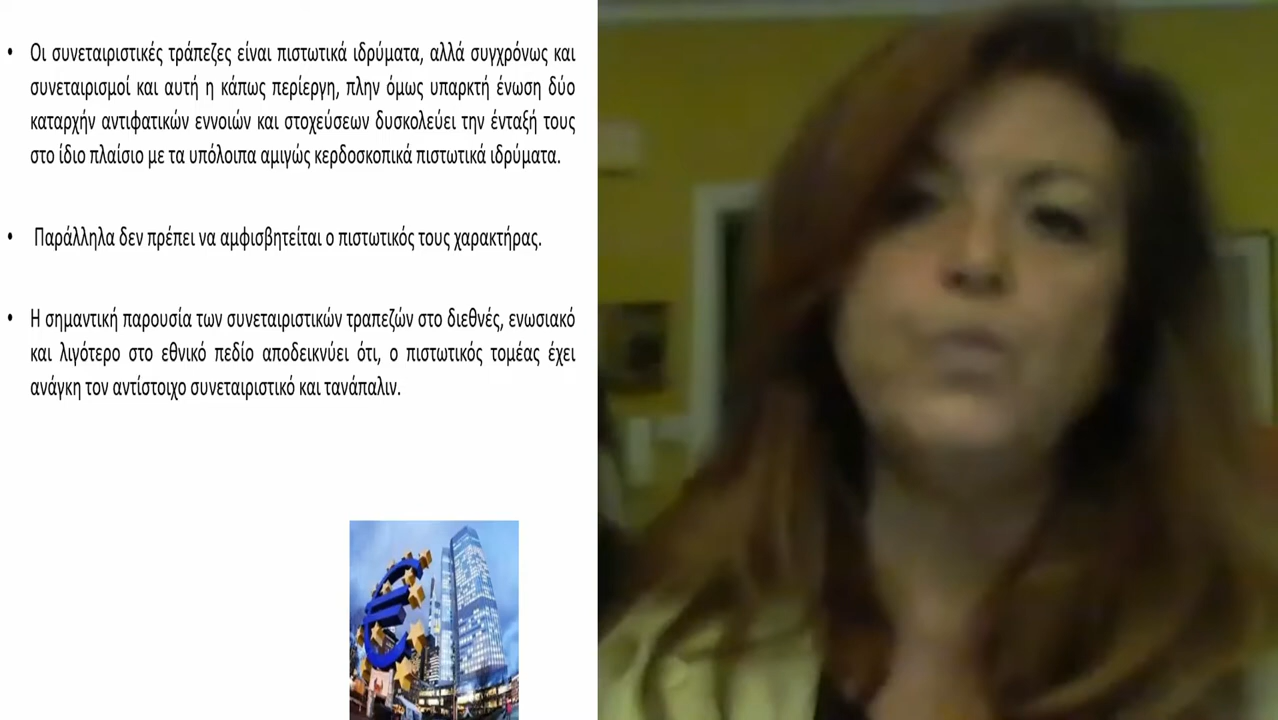 • Οι συνεταιριστικές τράπεζες είναι πιστωτικά ιδρύματα, αλλά συγχρόνως και
συνεταιρισμοί και αυτή η κάπως περίεργη, πλην όμως υπαρκτή ένωση δύο
καταρχήν αντιφατικών εννοιών και στοχεύσεων δυσκολεύει την ένταξή τους
στο ίδιο πλαίσιο με τα υπόλοιπα αμιγώς κερδοσκοπικά πιστωτικά ιδρύματα.
• Παράλληλα δεν πρέπει να αμφισβητείται ο πιστωτικός τους χαρακτήρας.
• Η σημαντική παρουσία των συνεταιριστικών τραπεζών στο διεθνές, ενωσιακό
και λιγότερο στο εθνικό πεδίο αποδεικνύει ότι, ο πιστωτικός τομέας έχει
ανάγκη τον αντίστοιχο συνεταιριστικό και τανάπαλιν.